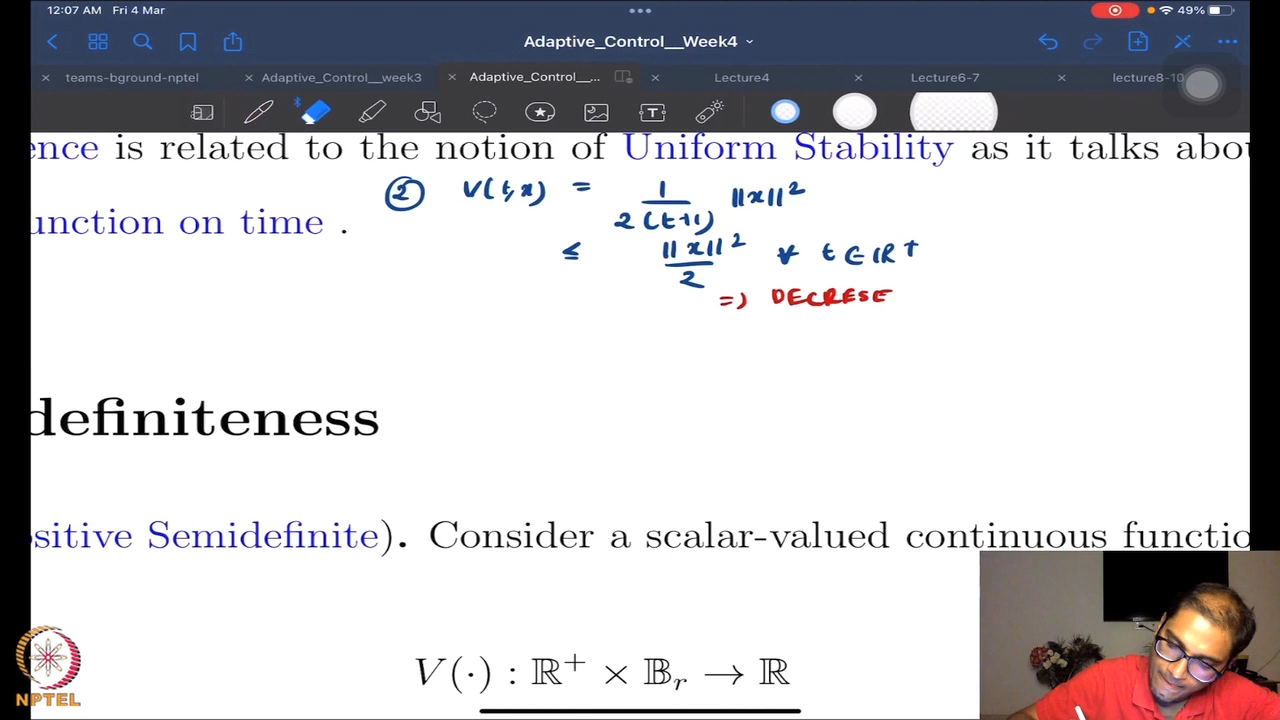 12:07 AM Fri 4 Mar
49%
Adaptive_Control__Week4
teams-bground-nptel Adaptive_Control__week3 Adaptive_Control__... Lecture4 Lecture6-7 lecture8-10
ence is related to the notion of Uniform Stability as it talks abou
② V(t,x) = 1/2(t+1) ||x||²
unction on time .
≤ ||x||²/2 ∀ t ∈ ℝ⁺
=> DECRESE
definiteness
ositive Semidefinite). Consider a scalar-valued continuous functio
V(·) : ℝ⁺ × 𝔹ᵣ → ℝ
NPTEL